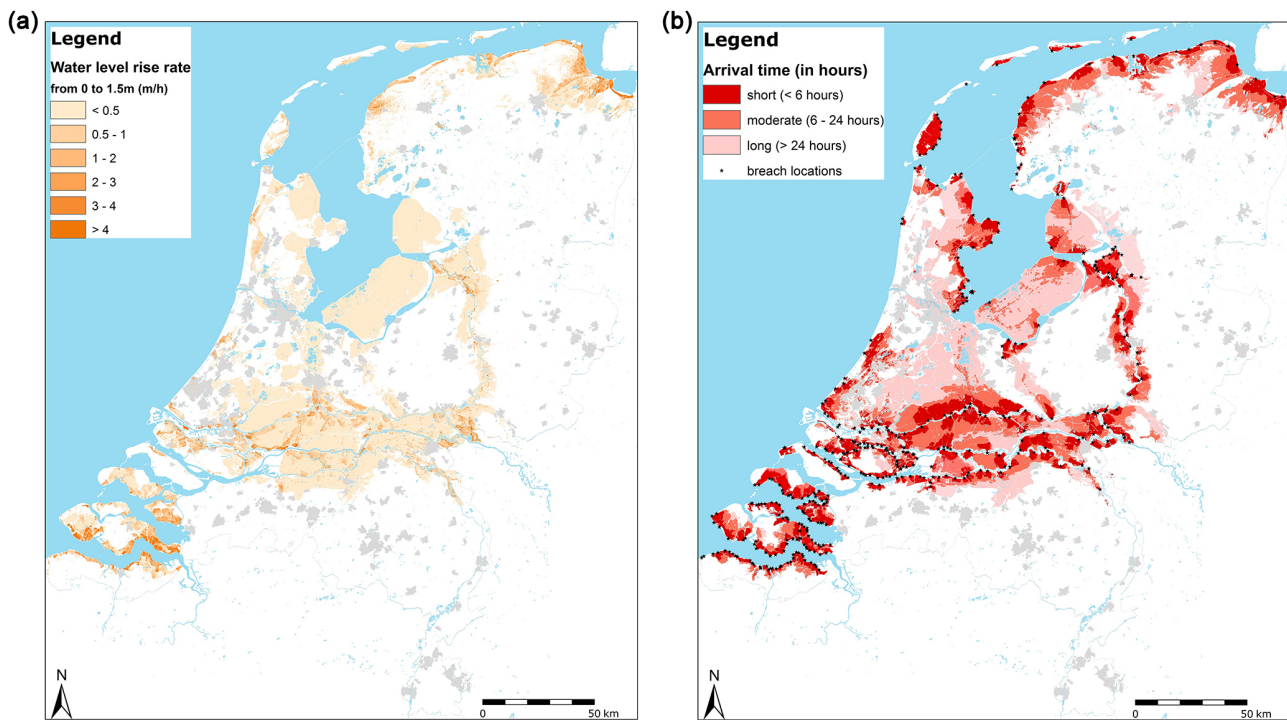 (a)
Legend
Water level rise rate
from 0 to 1.5m (m/h)
< 0.5
0.5 - 1
1 - 2
2 - 3
3 - 4
> 4
N
0 50 km
(b)
Legend
Arrival time (in hours)
short (< 6 hours)
moderate (6 - 24 hours)
long (> 24 hours)
breach locations
N
0 50 km